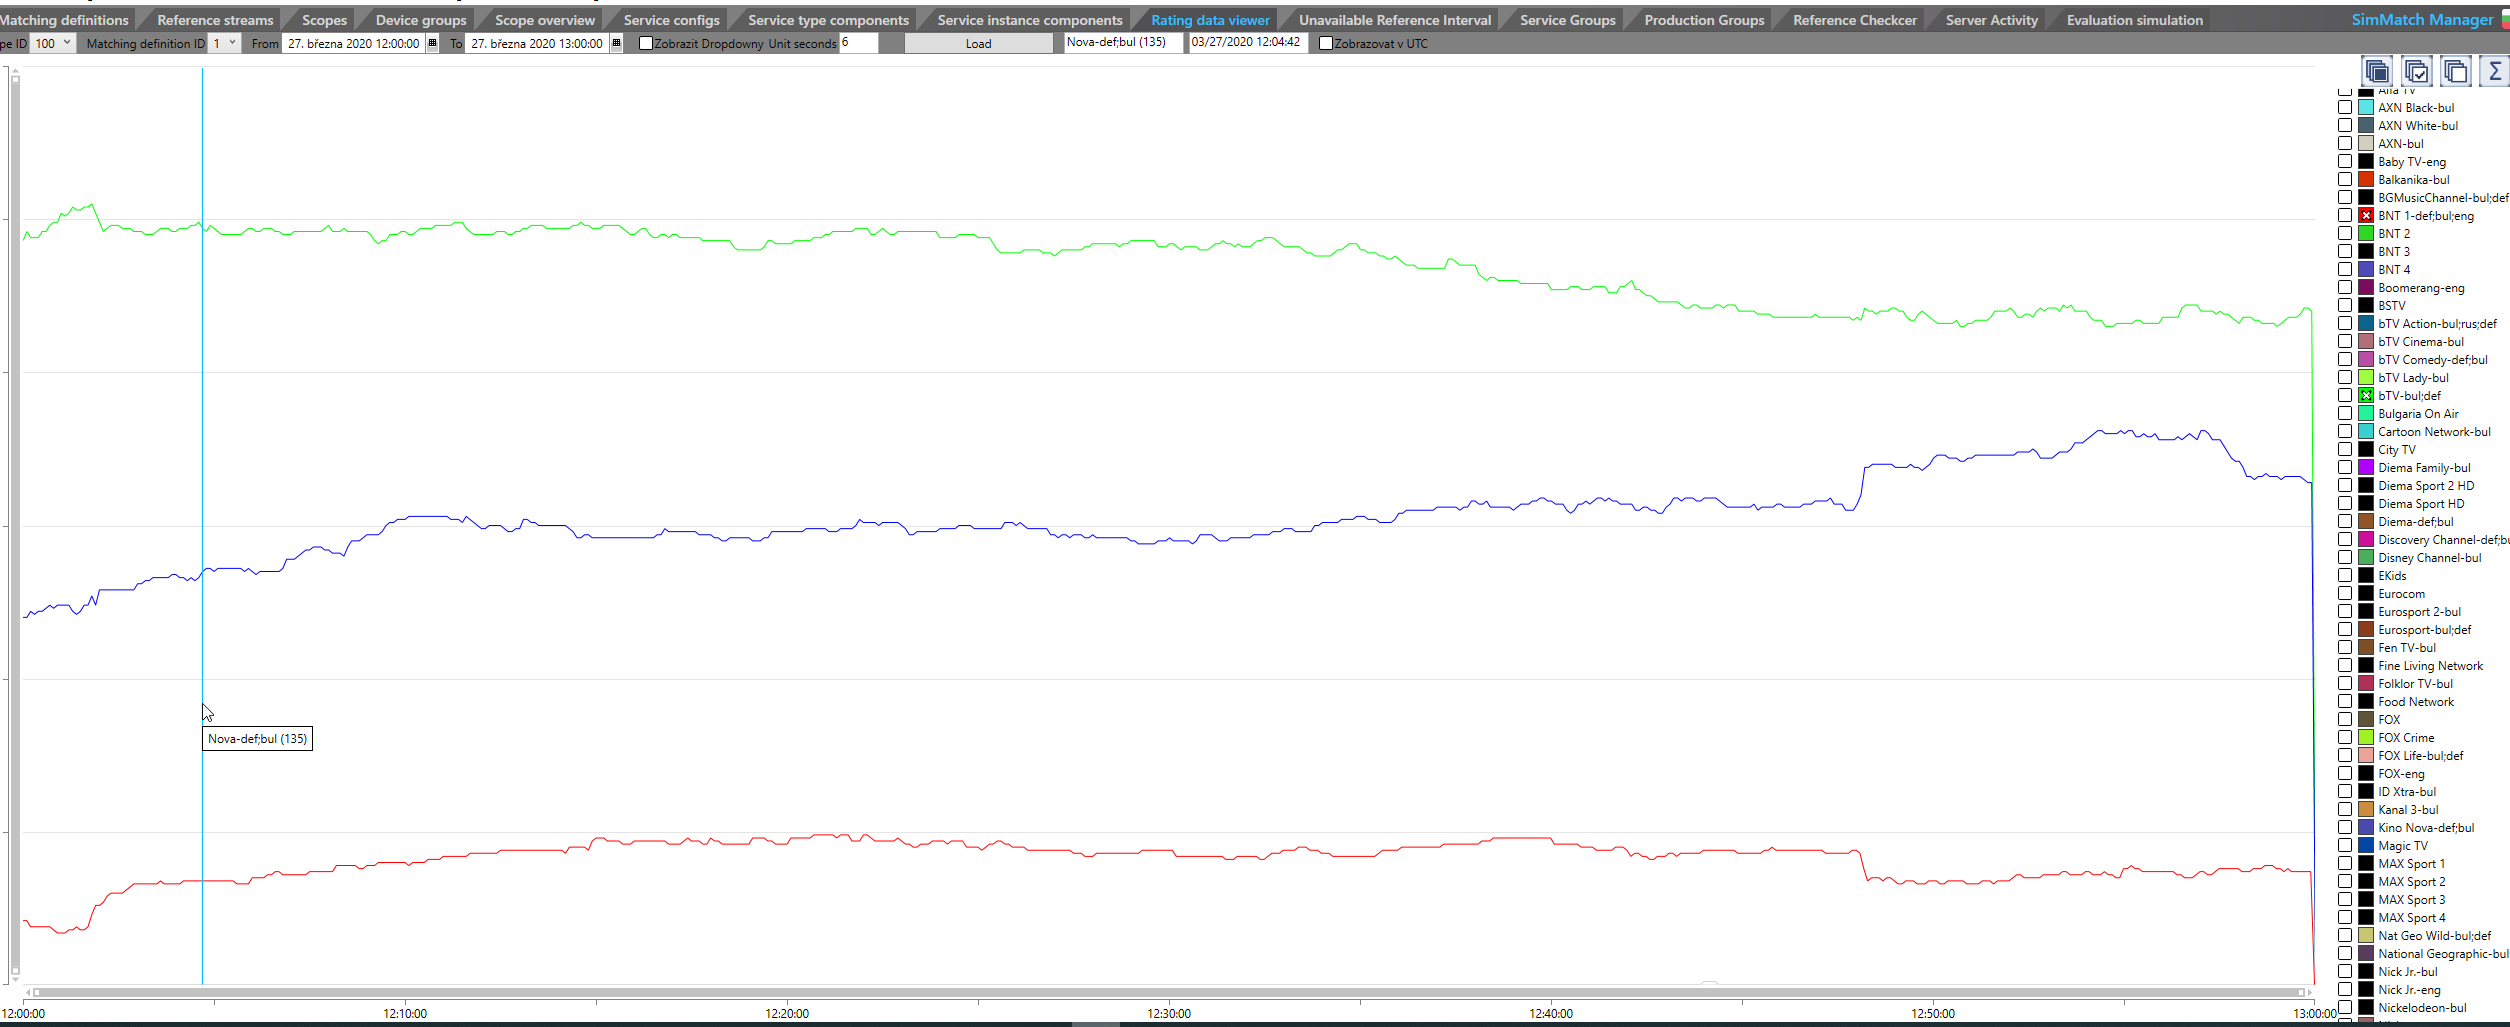 Matching definitions Reference streams Scopes Device groups Scope overview Service configs Service type components Service instance components Rating data viewer Unavailable Reference Interval Service Groups Production Groups Reference Checkcer Server Activity Evaluation simulation SimMatch Manager
pe ID 100 Matching definition ID 1 From 27. března 2020 12:00:00 To 27. března 2020 13:00:00 Zobrazit Dropdowny Unit seconds 6 Load Nova-def;bul (135) 03/27/2020 12:04:42 Zobrazovat v UTC
Σ
AXN Black-bul
AXN White-bul
AXN-bul
Baby TV-eng
Balkanika-bul
BGMusicChannel-bul;def
BNT 1-def;bul;eng
BNT 2
BNT 3
BNT 4
Boomerang-eng
BSTV
bTV Action-bul;rus;def
bTV Cinema-bul
bTV Comedy-def;bul
bTV Lady-bul
bTV-bul;def
Bulgaria On Air
Cartoon Network-bul
City TV
Diema Family-bul
Diema Sport 2 HD
Diema Sport HD
Diema-def;bul
Discovery Channel-def;bu
Disney Channel-bul
EKids
Eurocom
Eurosport 2-bul
Eurosport-bul;def
Fen TV-bul
Fine Living Network
Folklor TV-bul
Food Network
FOX
FOX Crime
FOX Life-bul;def
FOX-eng
ID Xtra-bul
Kanal 3-bul
Kino Nova-def;bul
Magic TV
MAX Sport 1
MAX Sport 2
MAX Sport 3
MAX Sport 4
Nat Geo Wild-bul;def
National Geographic-bul
Nick Jr.-bul
Nick Jr.-eng
Nickelodeon-bul
Nova-def;bul (135)
12:00:00 12:10:00 12:20:00 12:30:00 12:40:00 12:50:00 13:00:00